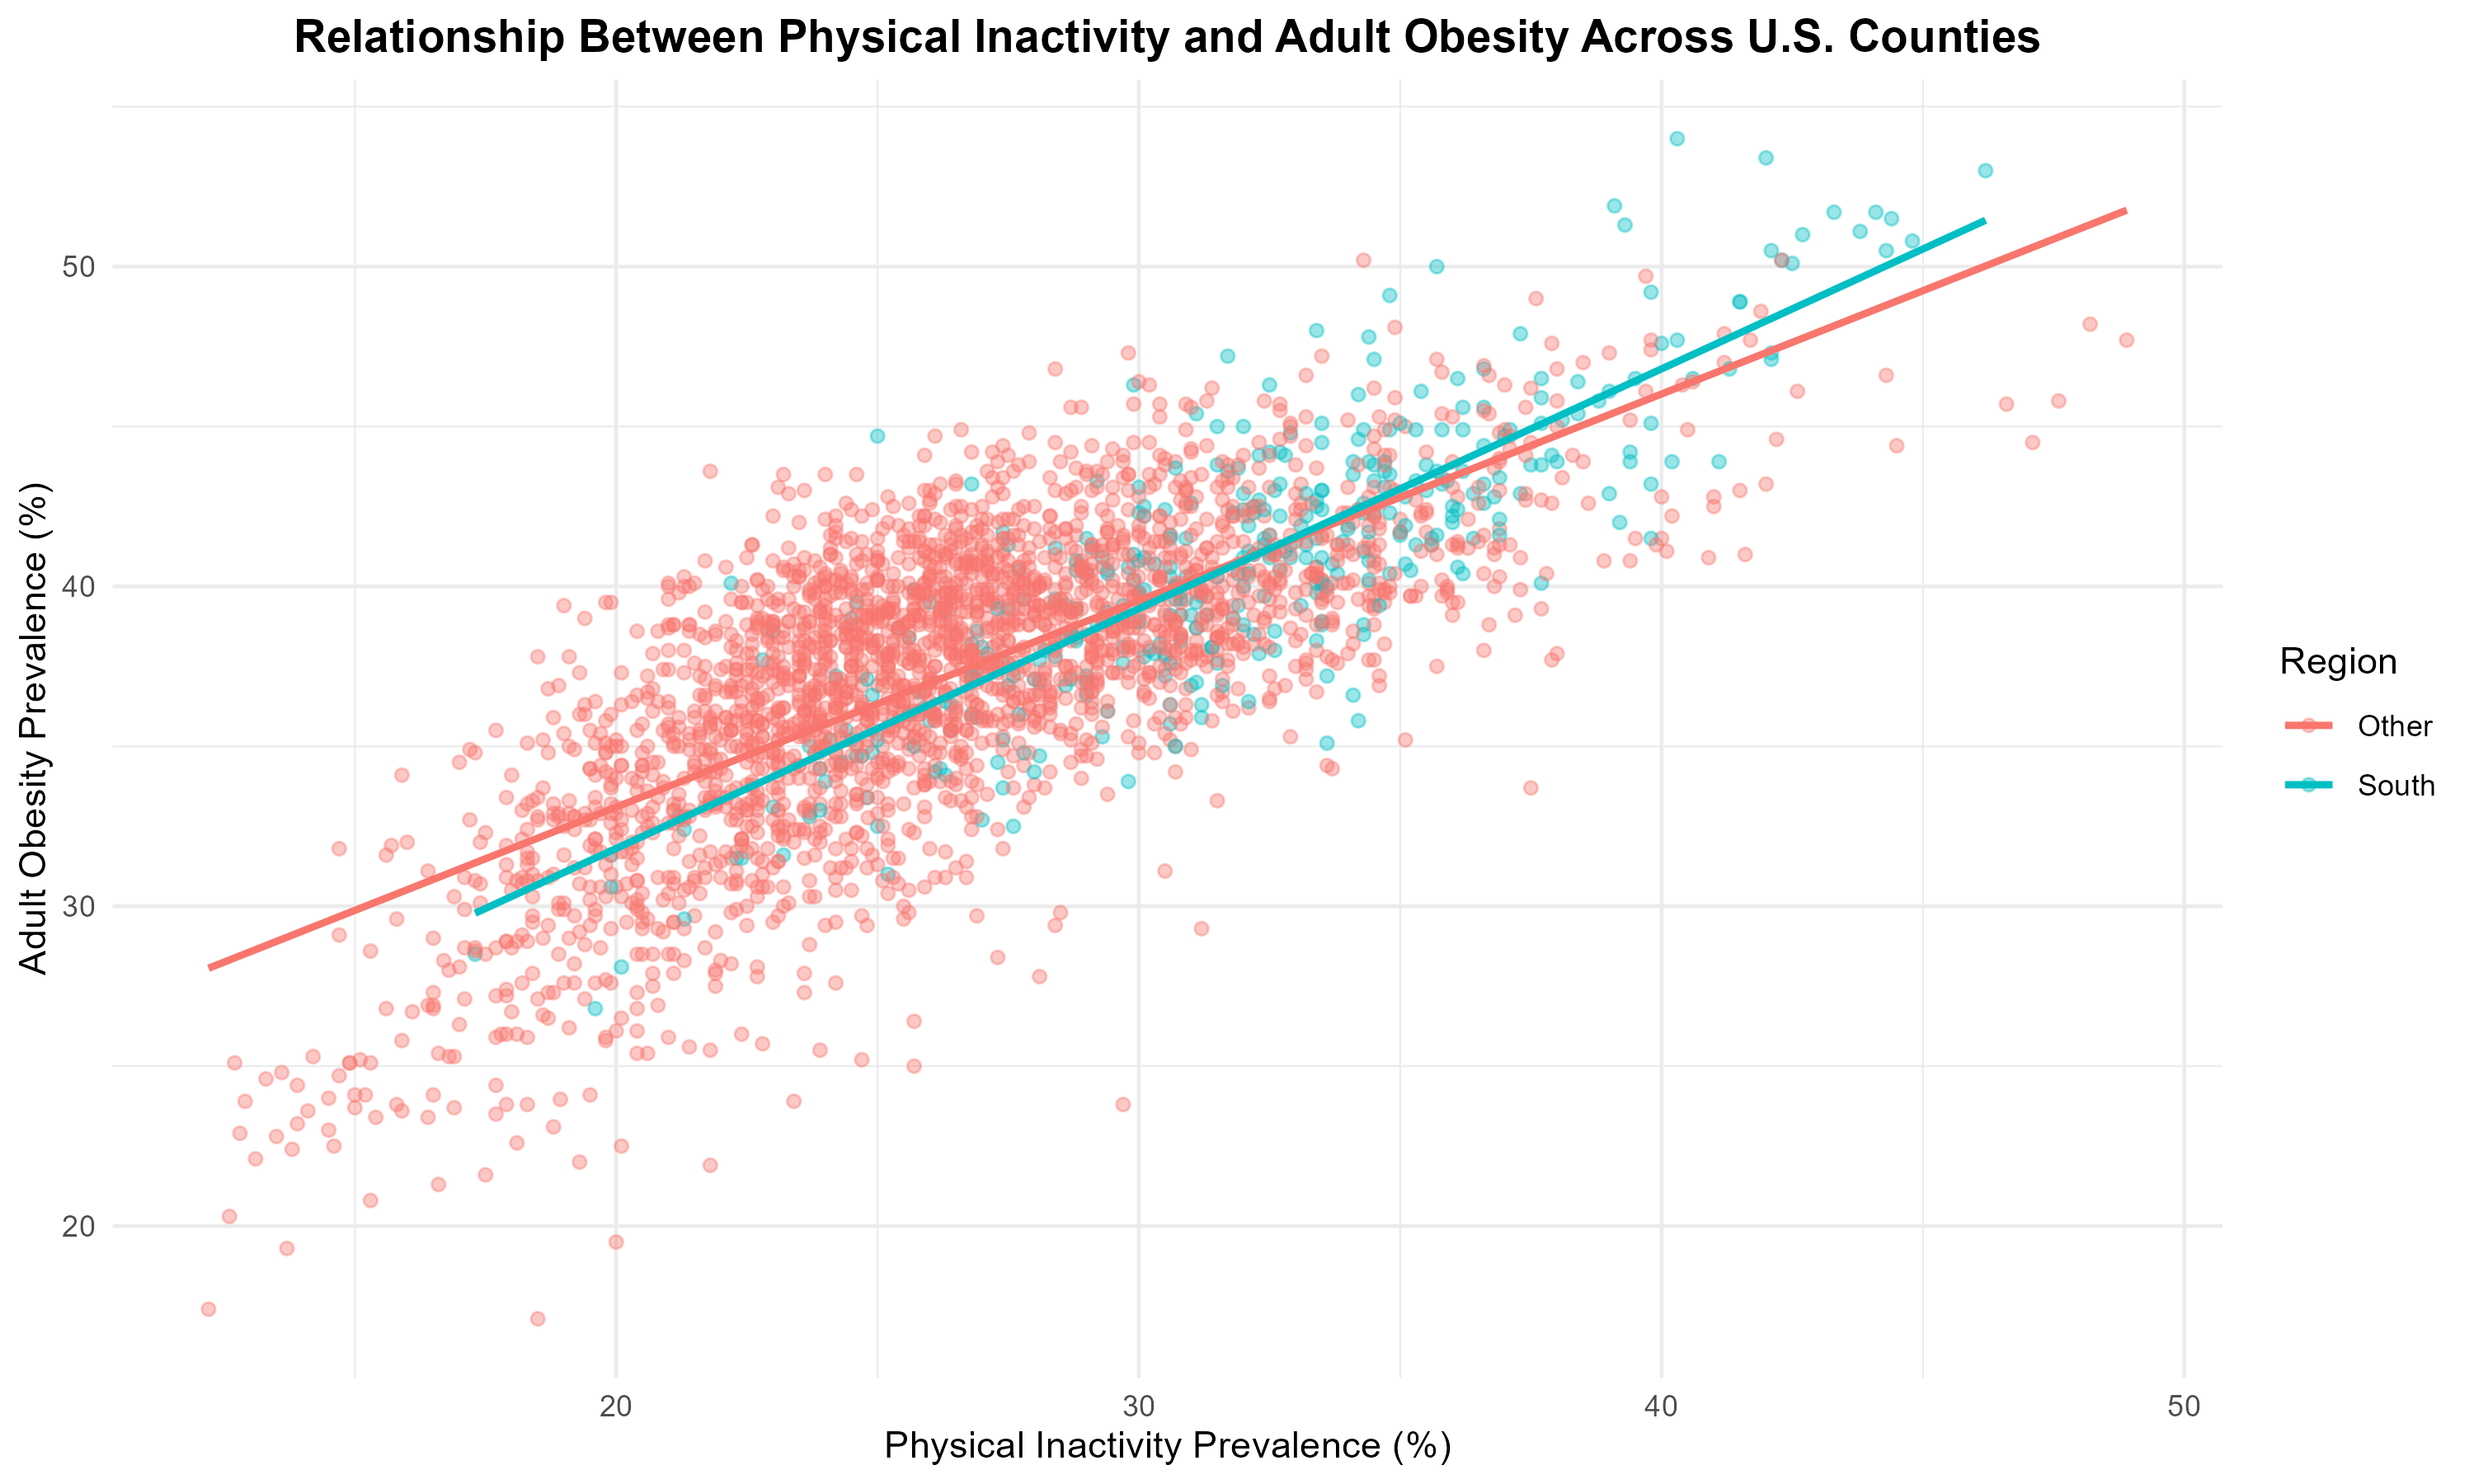 Relationship Between Physical Inactivity and Adult Obesity Across U.S. Counties
Adult Obesity Prevalence (%)
50
40
30
20
20
30
40
50
Physical Inactivity Prevalence (%)
Region
Other
South